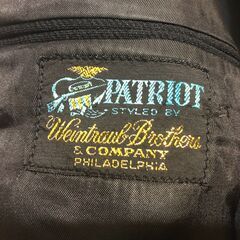 PATRIOT
STYLED BY
Weintraub Brothers
& COMPANY
PHILADELPHIA